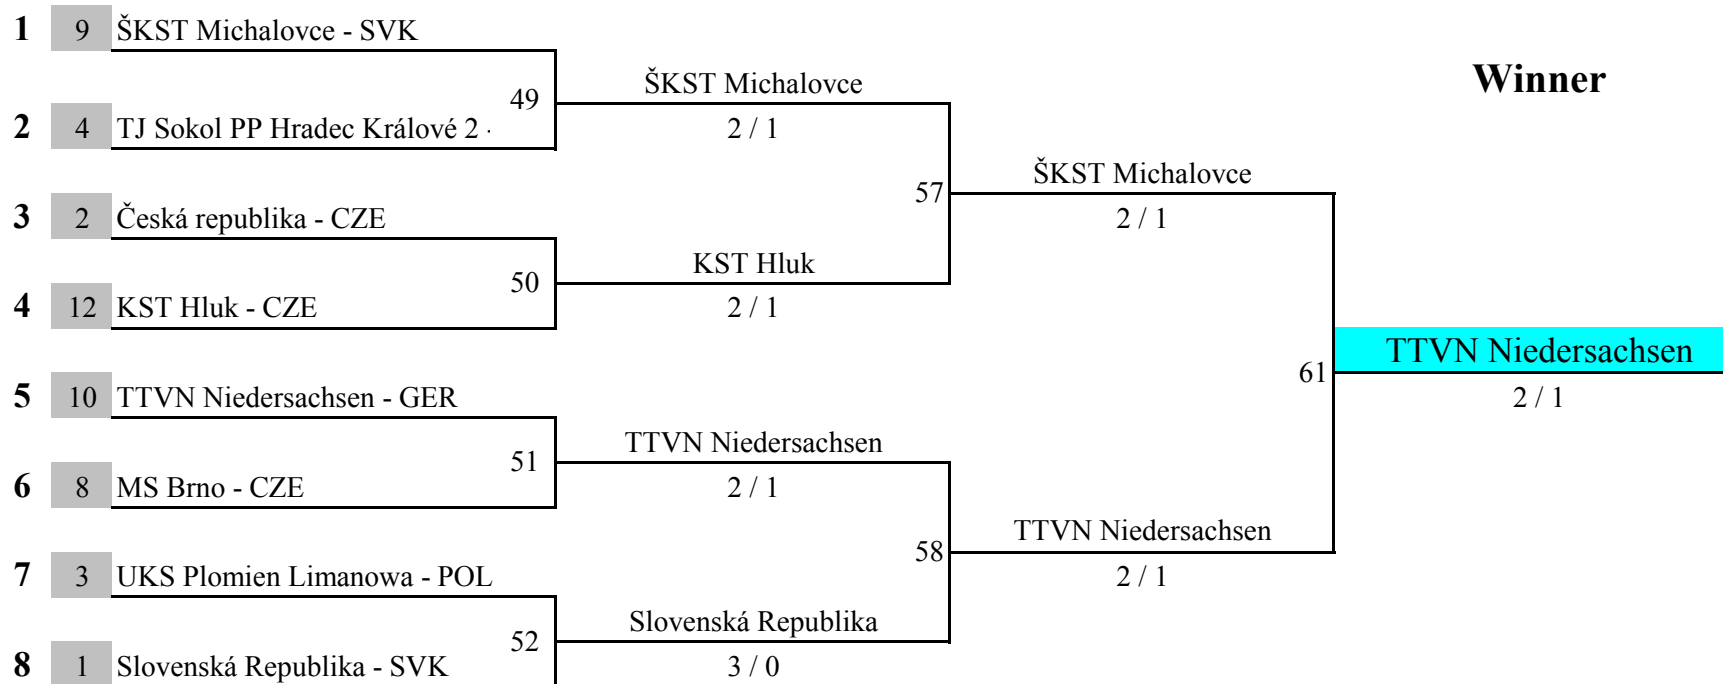 1 9 ŠKST Michalovce - SVK
Winner
ŠKST Michalovce
49
2 / 1
2 4 TJ Sokol PP Hradec Králové 2 -
ŠKST Michalovce
57
2 / 1
3 2 Česká republika - CZE
KST Hluk
50
2 / 1
4 12 KST Hluk - CZE
TTVN Niedersachsen
61
2 / 1
5 10 TTVN Niedersachsen - GER
TTVN Niedersachsen
51
2 / 1
6 8 MS Brno - CZE
TTVN Niedersachsen
58
2 / 1
7 3 UKS Plomien Limanowa - POL
Slovenská Republika
52
3 / 0
8 1 Slovenská Republika - SVK